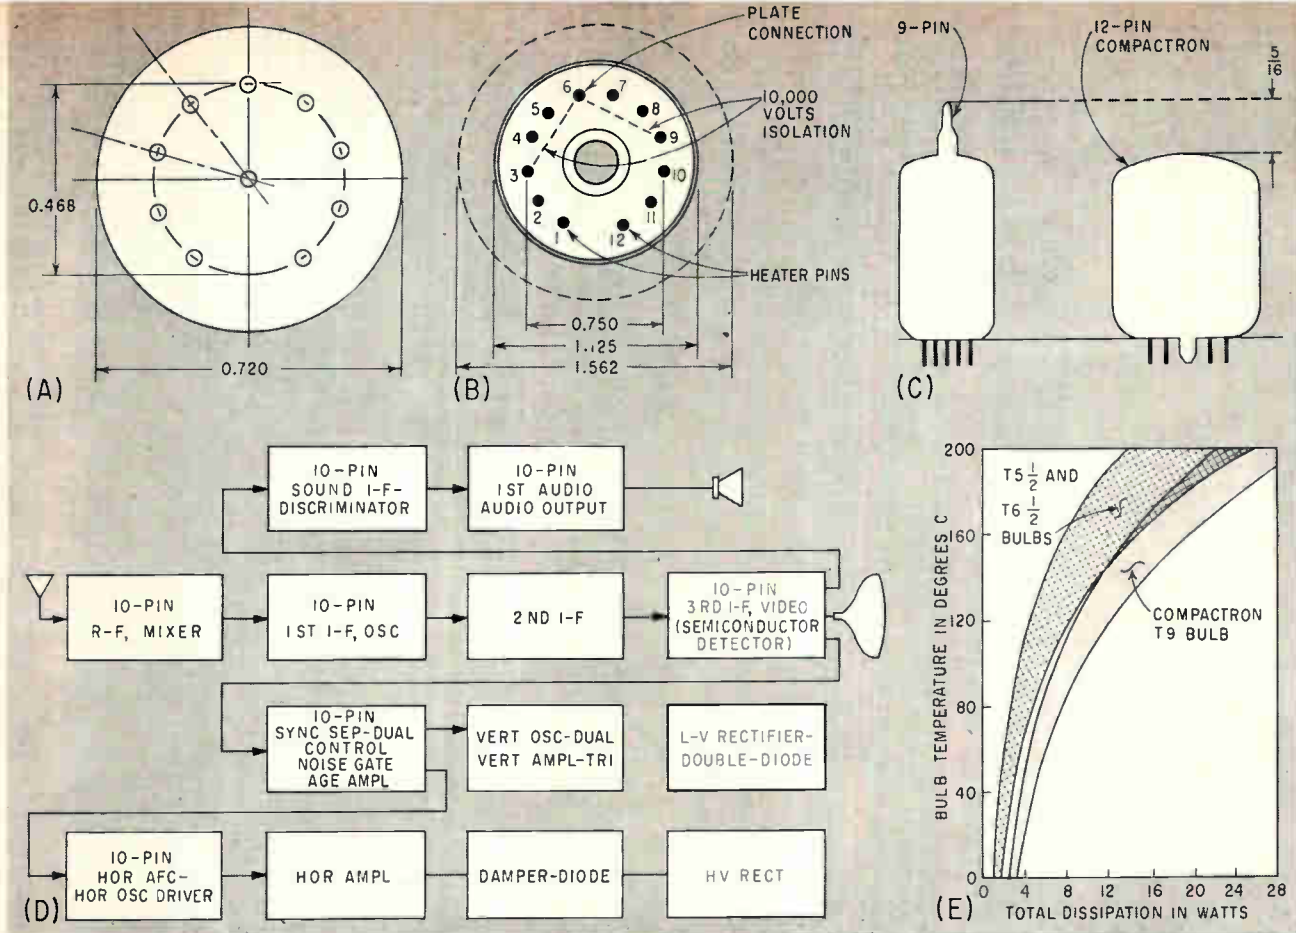 0.468
0.720
(A)
PLATE
CONNECTION
10,000
VOLTS
ISOLATION
6
7
5
8
4
9
3
10
2
11
1
12
HEATER PINS
0.750
1.125
1.562
(B)
9-PIN
12-PIN
COMPACTRON
5/16
(C)
10-PIN
SOUND I-F-
DISCRIMINATOR
10-PIN
1ST AUDIO
AUDIO OUTPUT
10-PIN
R-F, MIXER
10-PIN
1ST I-F, OSC
2ND I-F
10-PIN
3RD I-F, VIDEO
(SEMICONDUCTOR
DETECTOR)
10-PIN
SYNC SEP-DUAL
CONTROL
NOISE GATE
AGE AMPL
VERT OSC-DUAL
VERT AMPL-TRI
L-V RECTIFIER-
DOUBLE-DIODE
10-PIN
HOR AFC-
HOR OSC DRIVER
HOR AMPL
DAMPER-DIODE
HV RECT
(D)
BULB TEMPERATURE IN DEGREES C
200
160
120
80
40
0
T5 1/2 AND
T6 1/2
BULBS
COMPACTRON
T9 BULB
0 4 8 12 16 20 24 28
TOTAL DISSIPATION IN WATTS
(E)